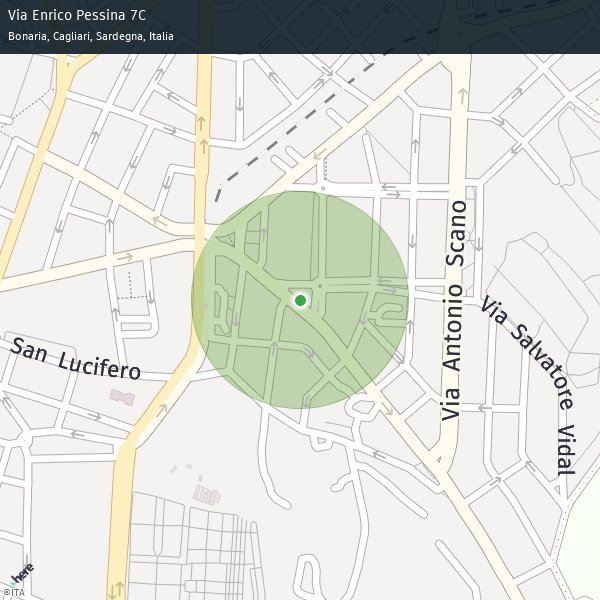 Via Enrico Pessina 7C
Bonaria, Cagliari, Sardegna, Italia
Via Antonio Scano
Via Salvatore Vidal
San Lucifero
here
©ITA